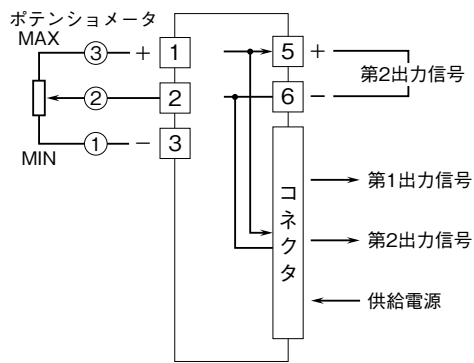 ポテンショメータ
MAX
③ + 1
② 2
① − 3
MIN
5 +
6 −
第2出力信号
コネクタ
第1出力信号
第2出力信号
供給電源